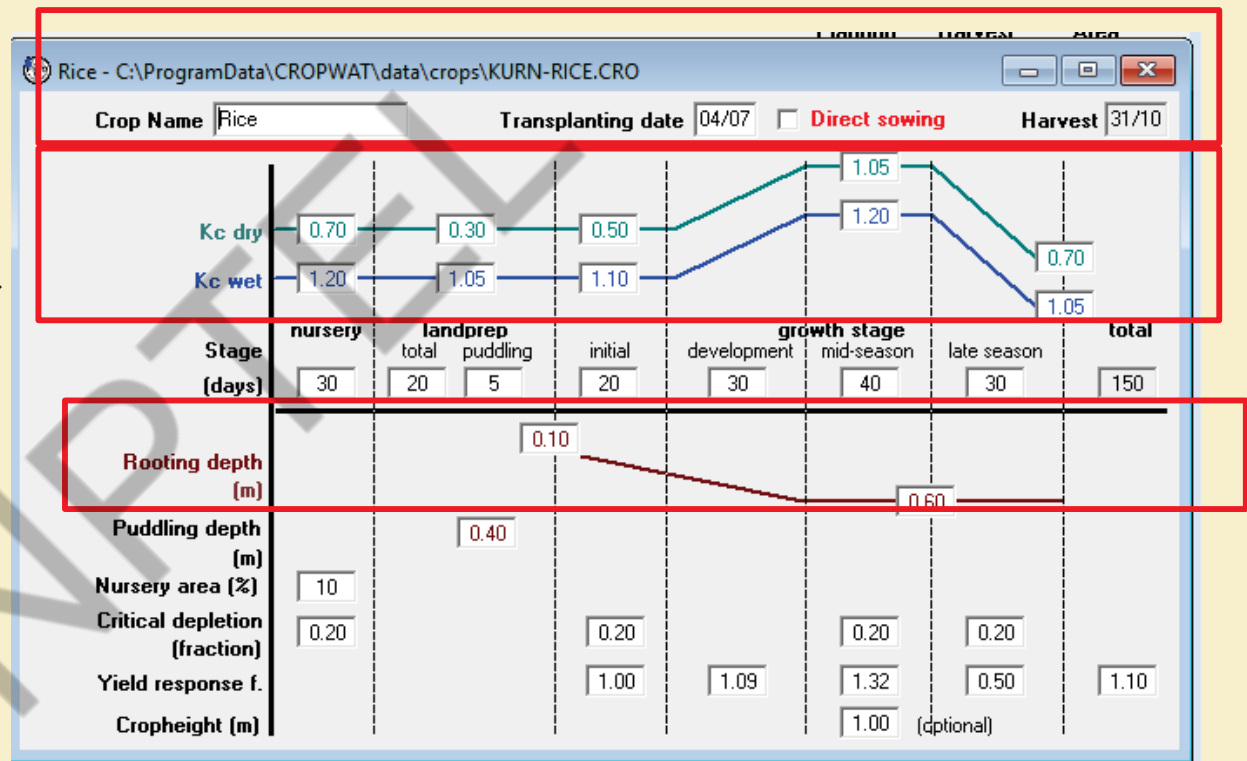 Planting Harvest Area
Rice - C:\ProgramData\CROPWAT\data\crops\KURN-RICE.CRO
Crop Name Rice Transplanting date 04/07 Direct sowing Harvest 31/10
1.05
Kc dry 0.70 0.30 0.50
1.20
0.70
Kc wet 1.20 1.05 1.10
1.05
nursery landprep growth stage total
Stage total puddling initial development mid-season late season
(days) 30 20 5 20 30 40 30 150
0.10
Rooting depth
(m) 0.60
Puddling depth 0.40
(m)
Nursery area (%) 10
Critical depletion 0.20 0.20 0.20 0.20
(fraction)
Yield response f. 1.00 1.09 1.32 0.50 1.10
Cropheight (m) 1.00 (optional)
NPTEL